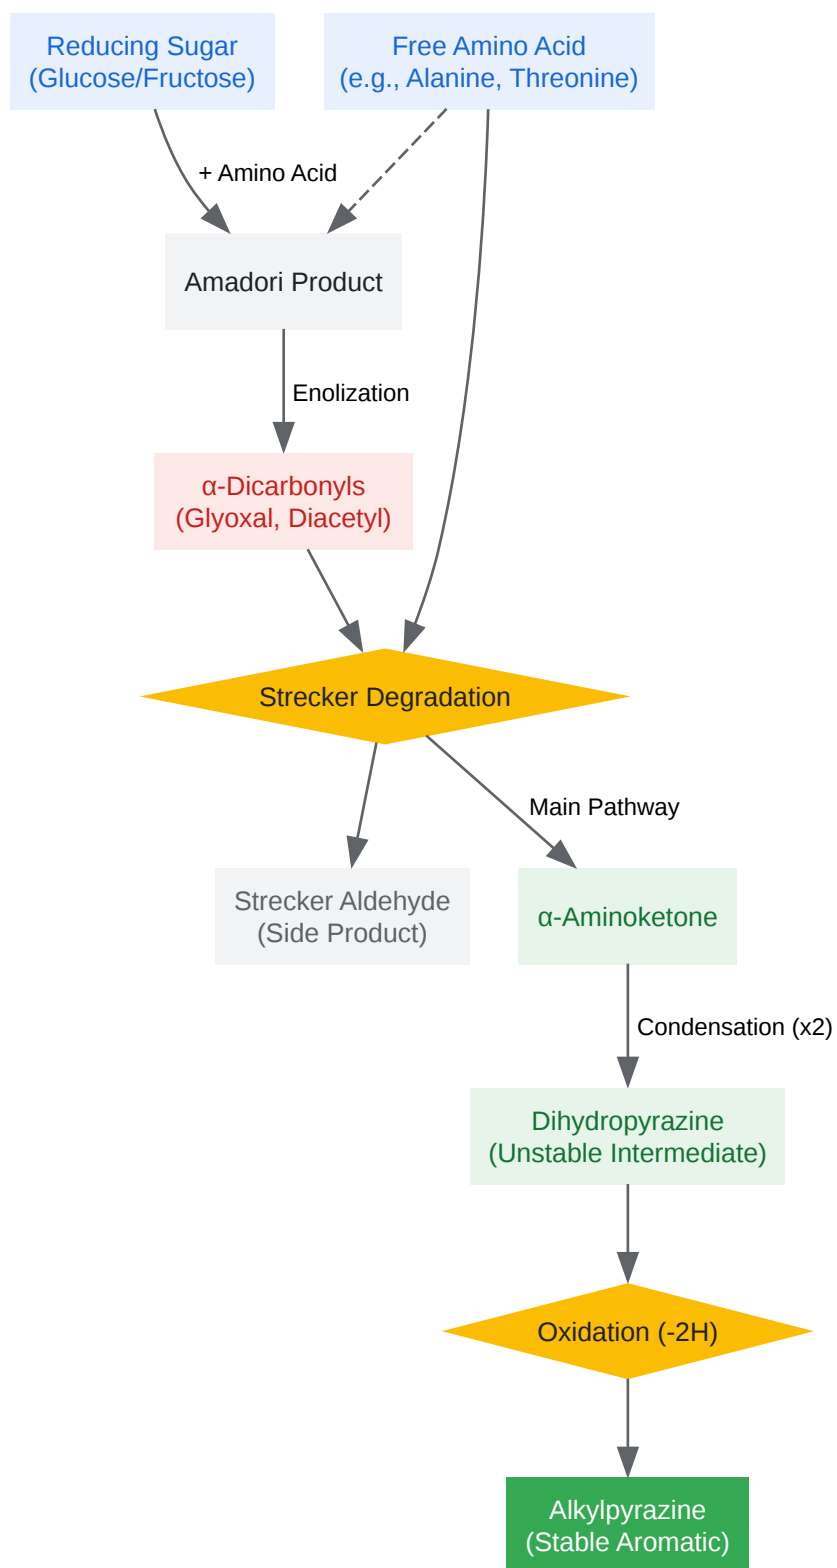 Reducing Sugar
(Glucose/Fructose)
Free Amino Acid
(e.g., Alanine, Threonine)
+ Amino Acid
Amadori Product
Enolization
α-Dicarbonyls
(Glyoxal, Diacetyl)
Strecker Degradation
Main Pathway
Strecker Aldehyde
(Side Product)
α-Aminoketone
Condensation (x2)
Dihydropyrazine
(Unstable Intermediate)
Oxidation (-2H)
Alkylpyrazine
(Stable Aromatic)